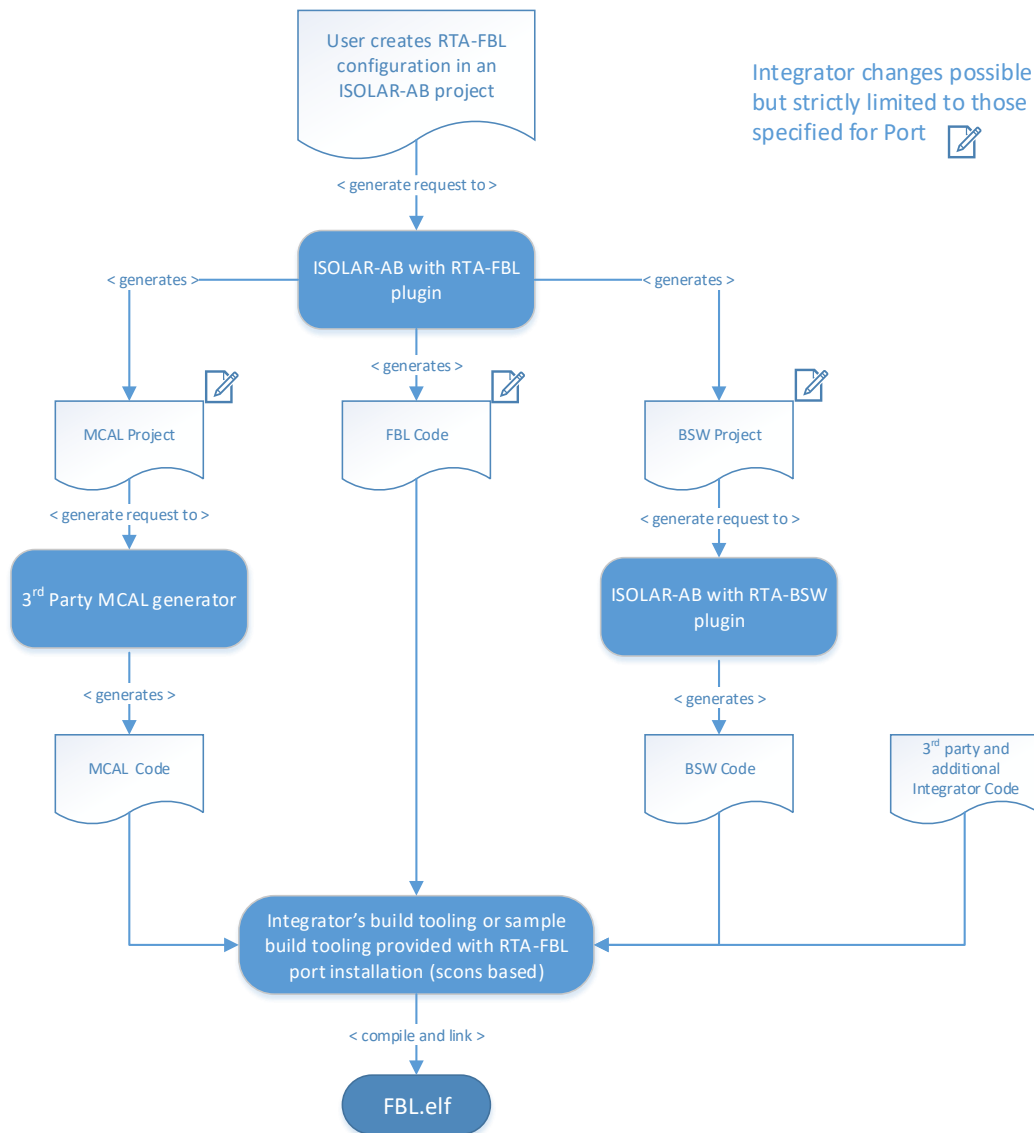 User creates RTA-FBL
configuration in an
ISOLAR-AB project
Integrator changes possible
but strictly limited to those
specified for Port
< generate request to >
ISOLAR-AB with RTA-FBL
plugin
< generates >
< generates >
< generates >
MCAL Project
FBL Code
BSW Project
< generate request to >
< generate request to >
3rd Party MCAL generator
ISOLAR-AB with RTA-BSW
plugin
< generates >
< generates >
MCAL Code
BSW Code
3rd party and
additional
Integrator Code
Integrator’s build tooling or sample
build tooling provided with RTA-FBL
port installation (scons based)
< compile and link >
FBL.elf